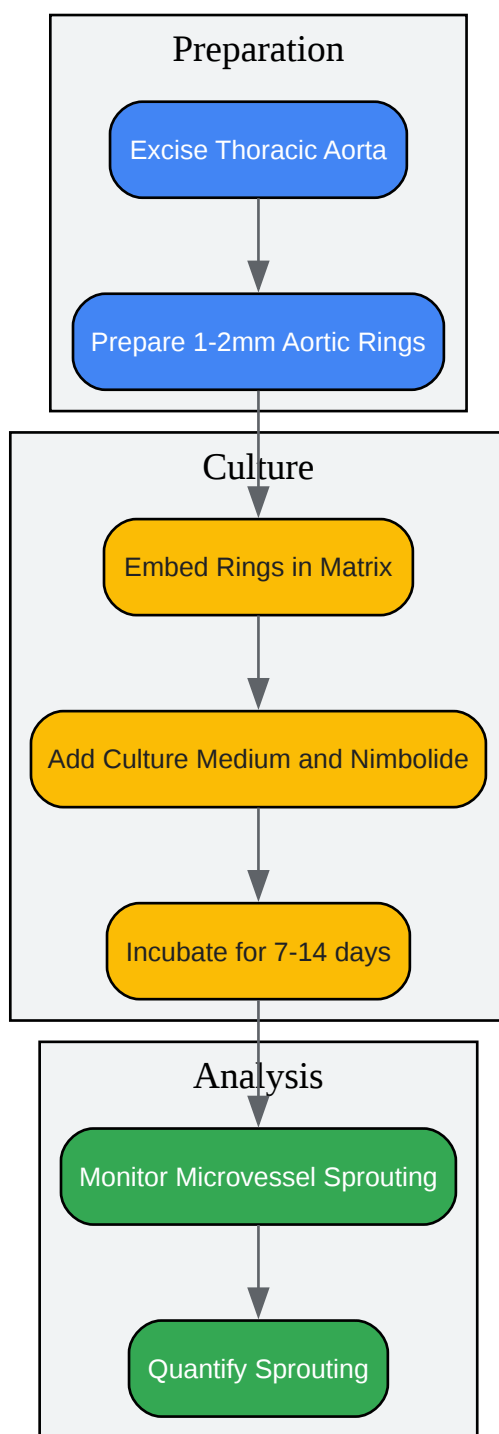 Preparation
Excise Thoracic Aorta
Prepare 1-2mm Aortic Rings
Culture
Embed Rings in Matrix
Add Culture Medium and Nimbolide
Incubate for 7-14 days
Analysis
Monitor Microvessel Sprouting
Quantify Sprouting